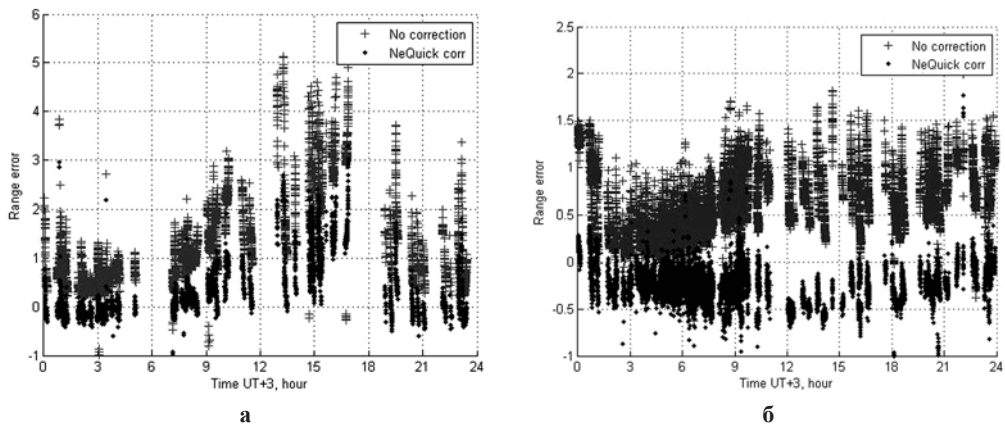 6
5
4
3
2
1
0
-1
Range error
No correction
NeQuick corr
0 3 6 9 12 15 18 21 24
Time UT+3, hour
а
2.5
2
1.5
1
0.5
0
-0.5
-1
Range error
No correction
NeQuick corr
0 3 6 9 12 15 18 21 24
Time UT+3, hour
б